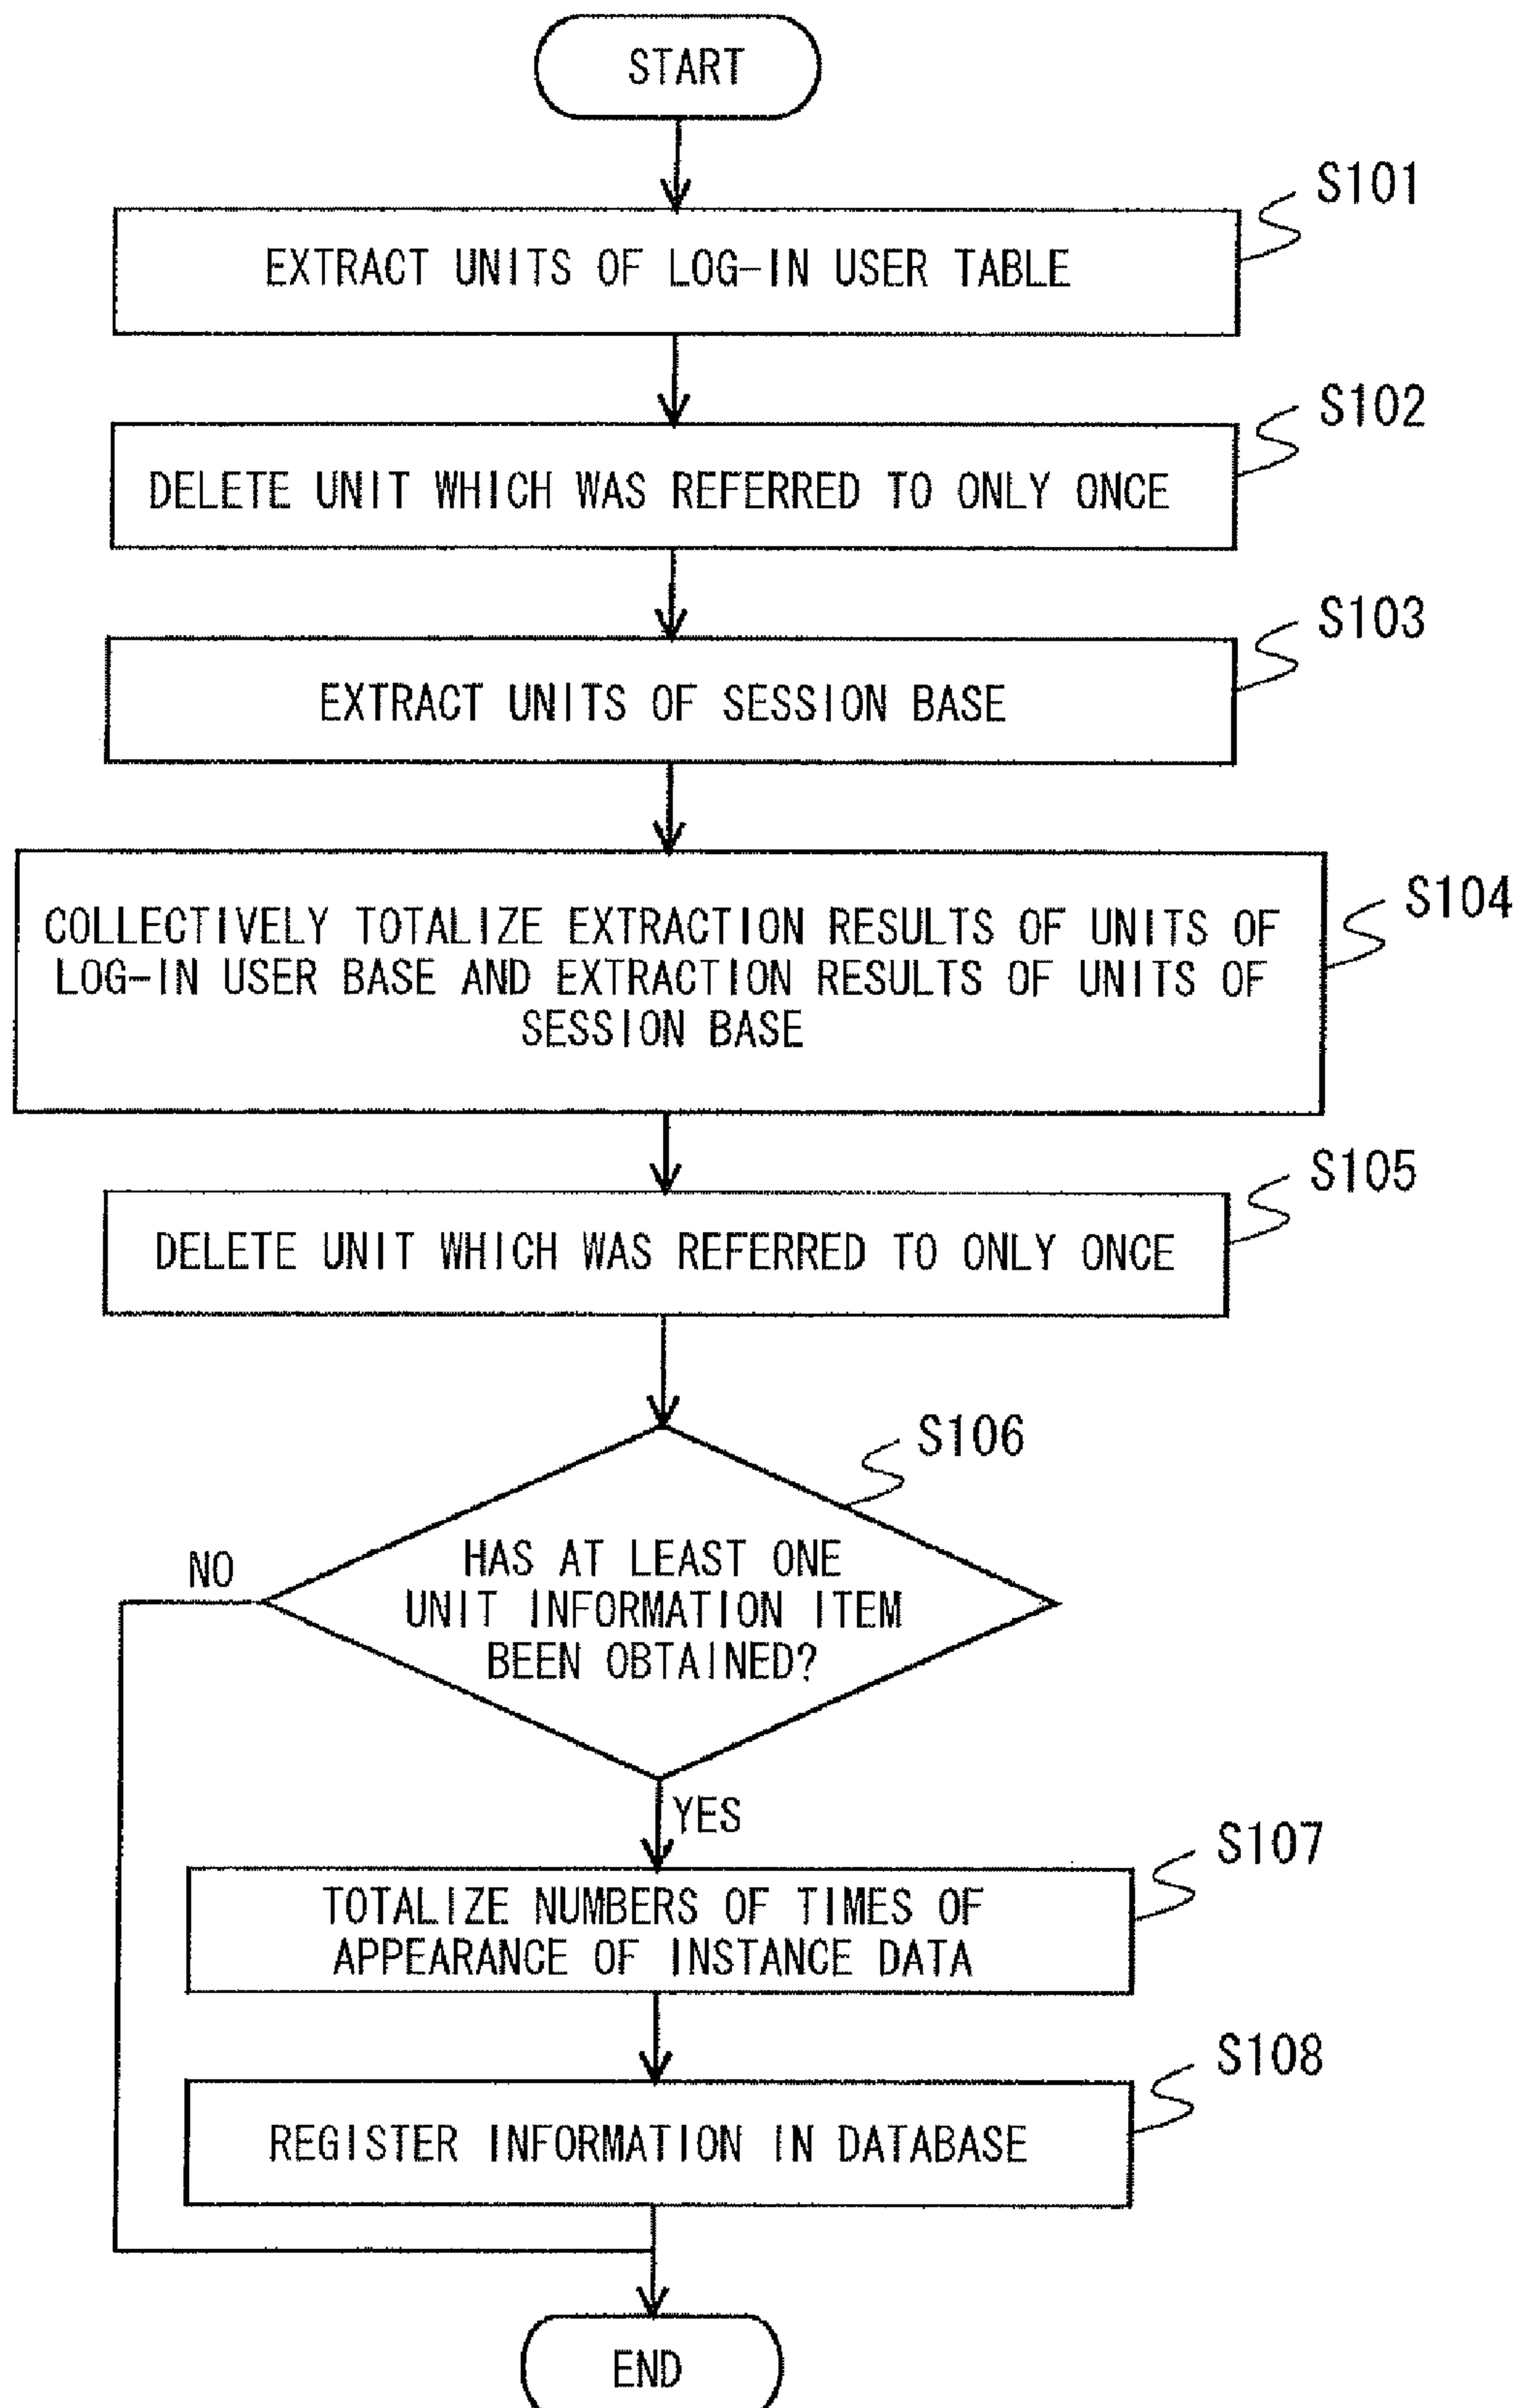 START
S101
EXTRACT UNITS OF LOG-IN USER TABLE
S102
DELETE UNIT WHICH WAS REFERRED TO ONLY ONCE
S103
EXTRACT UNITS OF SESSION BASE
S104
COLLECTIVELY TOTALIZE EXTRACTION RESULTS OF UNITS OF
LOG-IN USER BASE AND EXTRACTION RESULTS OF UNITS OF
SESSION BASE
S105
DELETE UNIT WHICH WAS REFERRED TO ONLY ONCE
S106
HAS AT LEAST ONE
UNIT INFORMATION ITEM
BEEN OBTAINED?
NO
YES
S107
TOTALIZE NUMBERS OF TIMES OF
APPEARANCE OF INSTANCE DATA
S108
REGISTER INFORMATION IN DATABASE
END